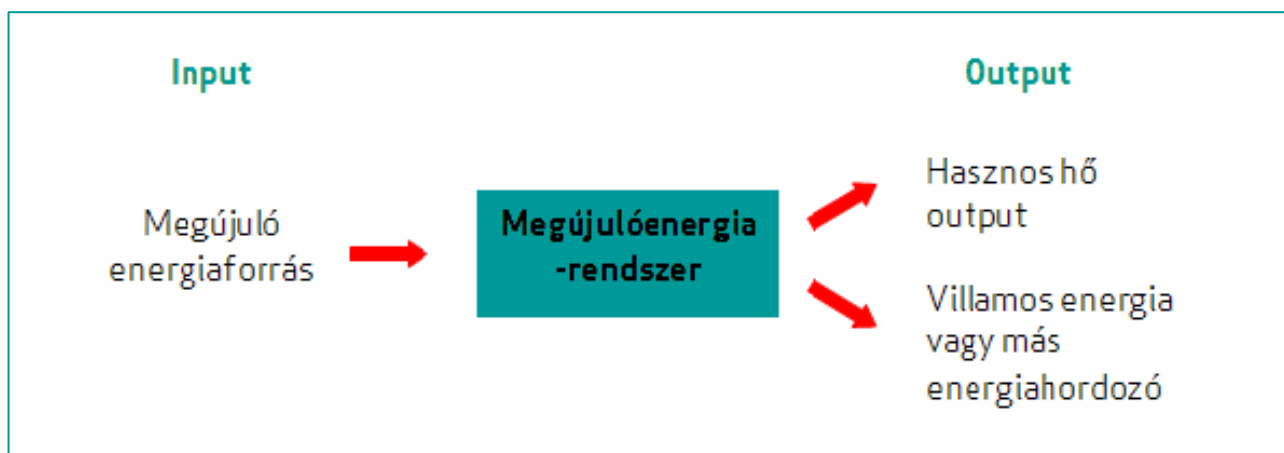 Input
Output
Megújuló
energiaforrás
Megújulóenergia
-rendszer
Hasznos hő
output
Villamos energia
vagy más
energiahordozó